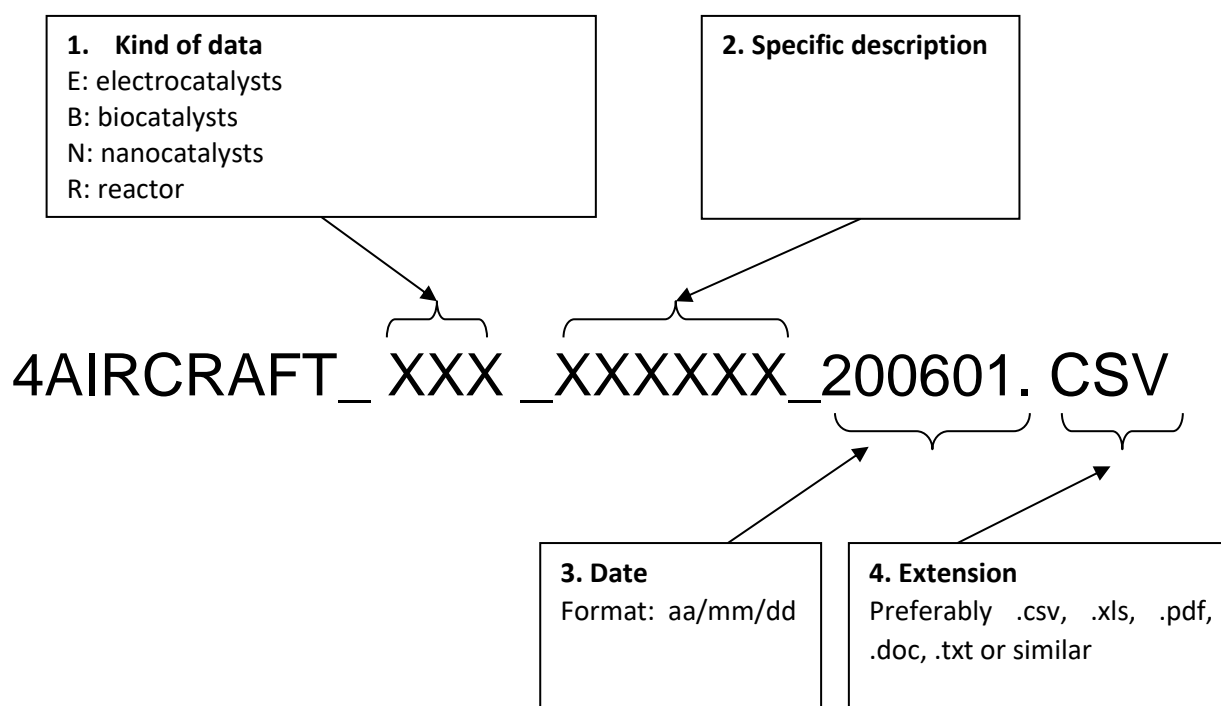 1. Kind of data
E: electrocatalysts
B: biocatalysts
N: nanocatalysts
R: reactor
2. Specific description
4AIRCRAFT_ XXX _XXXXXX_200601. CSV
3. Date
Format: aa/mm/dd
4. Extension
Preferably .csv, .xls, .pdf,
.doc, .txt or similar